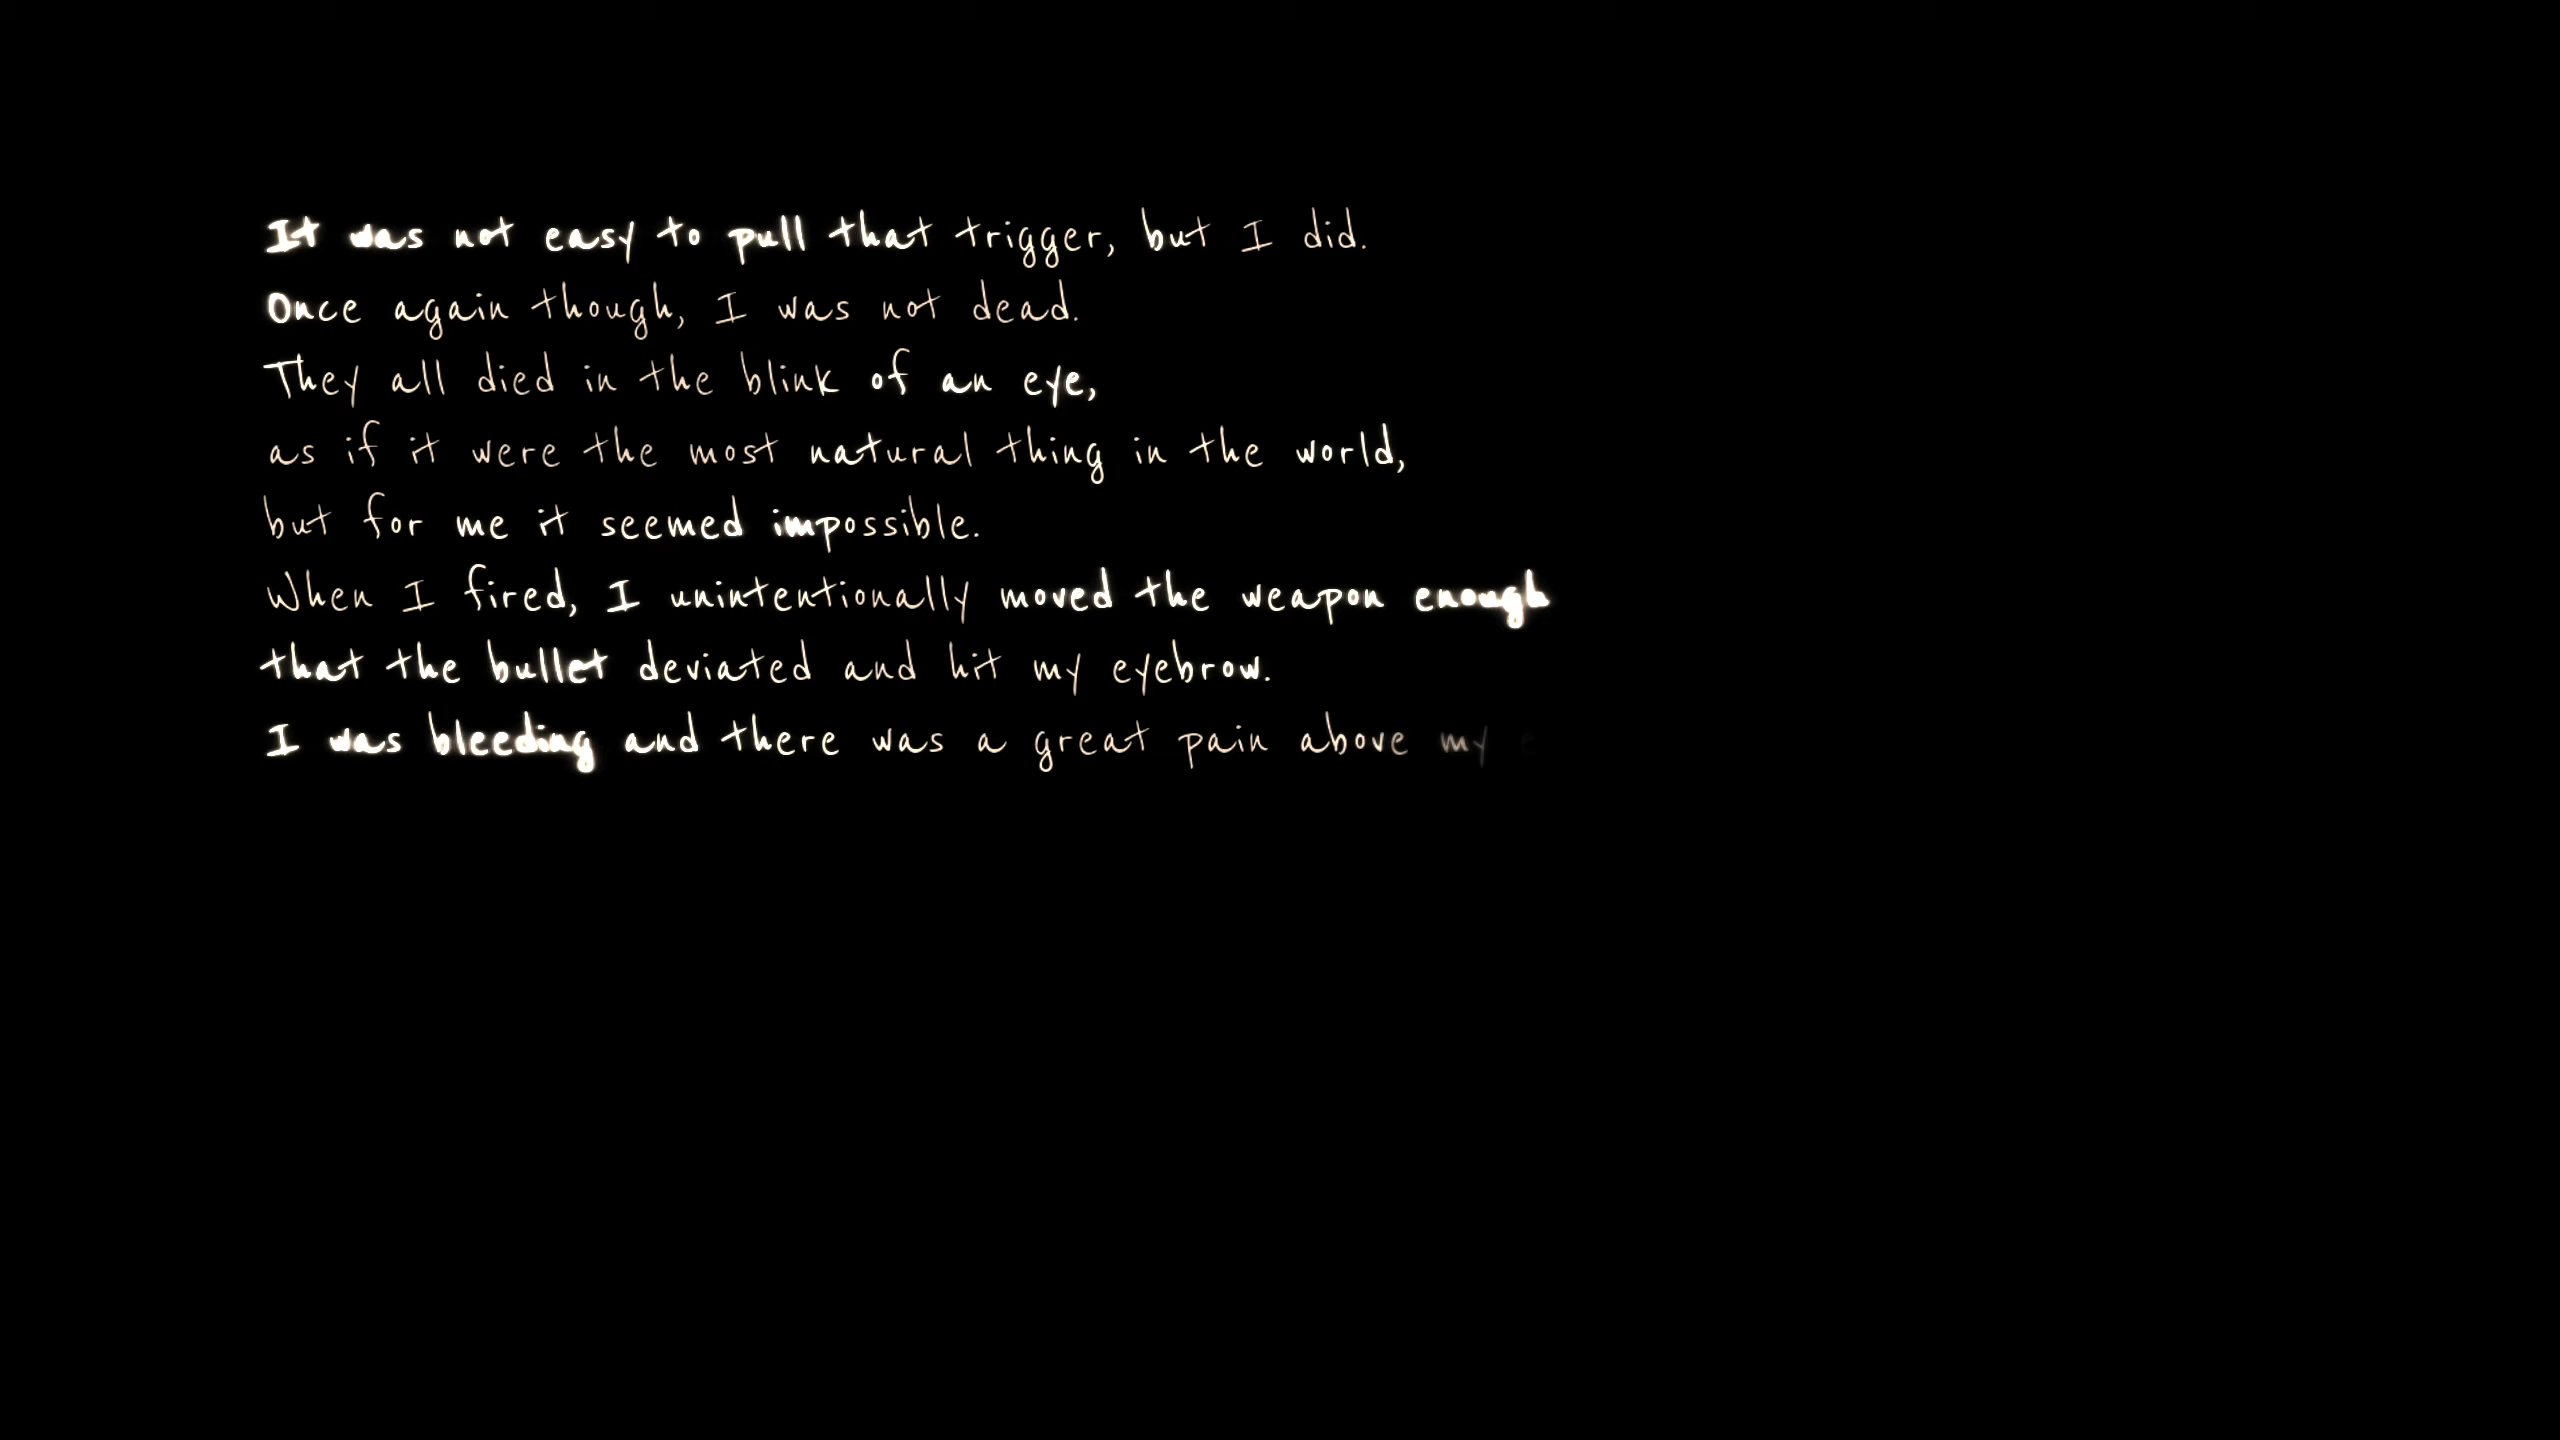 It was not easy to pull that trigger, but I did.
Once again though, I was not dead.
They all died in the blink of an eye,
as if it were the most natural thing in the world,
but for me it seemed impossible.
When I fired, I unintentionally moved the weapon enough
that the bullet deviated and hit my eyebrow.
I was bleeding and there was a great pain above my